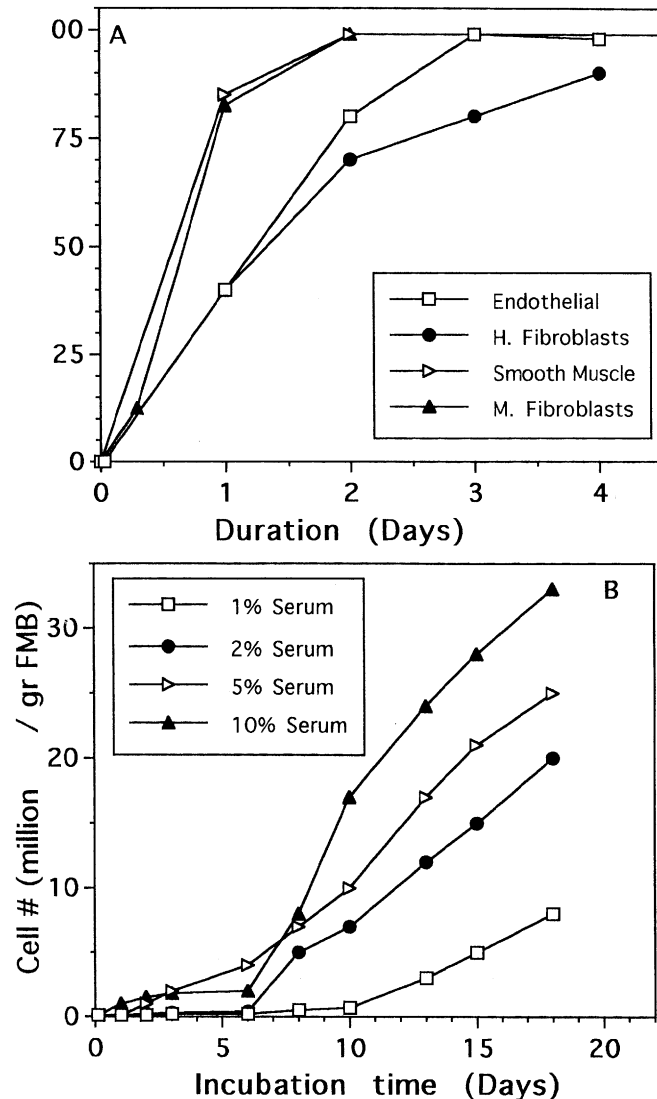 00
A
75
50
25
0
Endothelial
H. Fibroblasts
Smooth Muscle
M. Fibroblasts
0 1 2 3 4
Duration (Days)
B
1% Serum
2% Serum
5% Serum
10% Serum
30
20
10
0
Cell # (million / gr FMB)
0 5 10 15 20
Incubation time (Days)